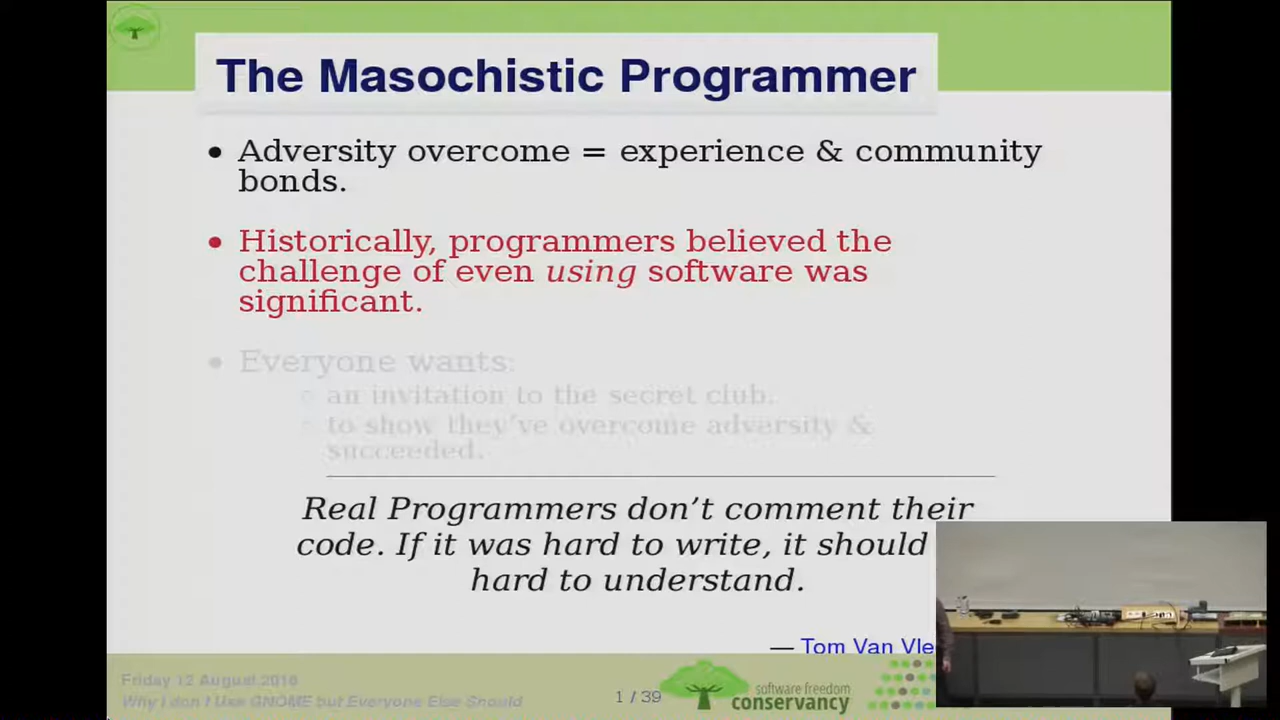 The Masochistic Programmer
• Adversity overcome = experience & community
bonds.
• Historically, programmers believed the
challenge of even using software was
significant.
• Everyone wants:
◦ an invitation to the secret club.
◦ to show they've overcome adversity &
succeeded.
Real Programmers don't comment their
code. If it was hard to write, it should
hard to understand.
— Tom Van Vle
Friday 12 August 2016
Why I don't Use GNOME but Everyone Else Should
1 / 39
software freedom
conservancy